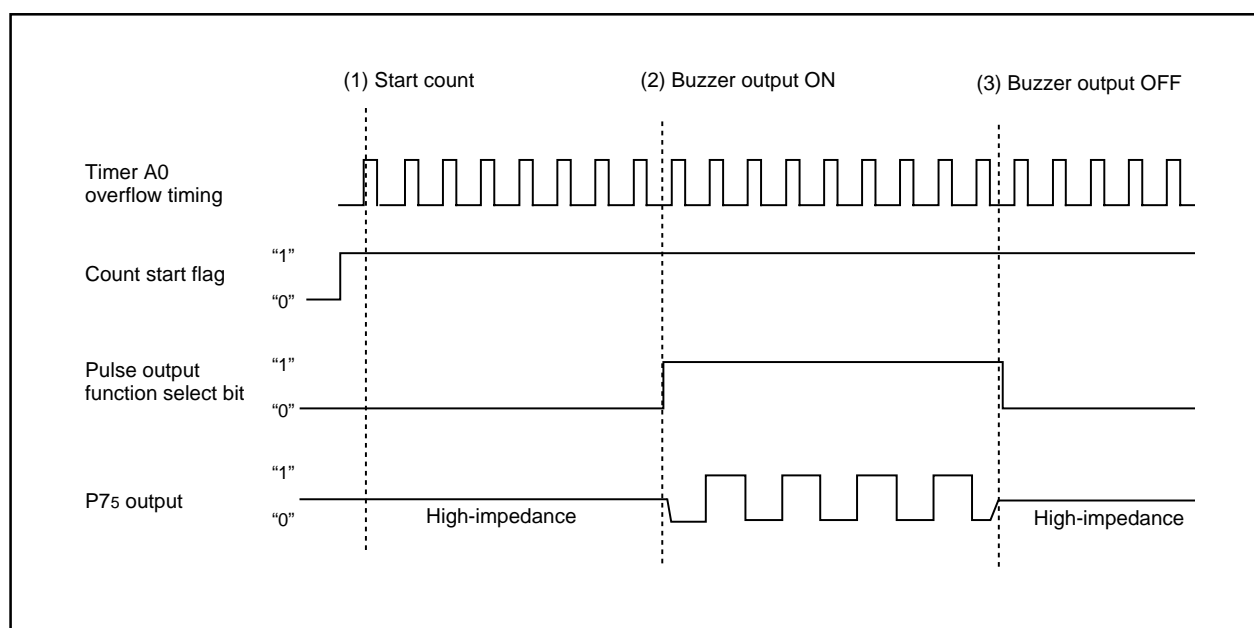 (1) Start count
(2) Buzzer output ON
(3) Buzzer output OFF
Timer A0
overflow timing
“1”
Count start flag
“0”
“1”
Pulse output
function select bit
“0”
“1”
P75 output
“0”
High-impedance
High-impedance